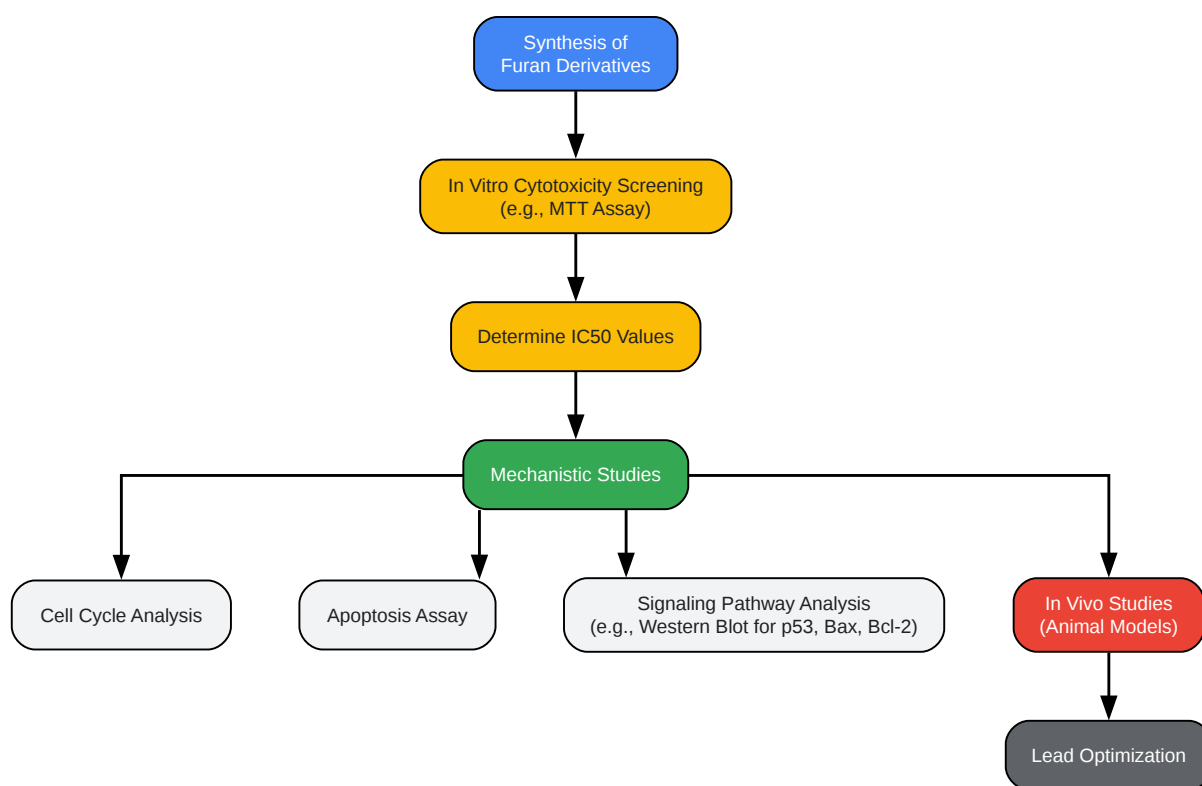 Synthesis of
Furan Derivatives
In Vitro Cytotoxicity Screening
(e.g., MTT Assay)
Determine IC50 Values
Mechanistic Studies
Cell Cycle Analysis
Apoptosis Assay
Signaling Pathway Analysis
(e.g., Western Blot for p53, Bax, Bcl-2)
In Vivo Studies
(Animal Models)
Lead Optimization